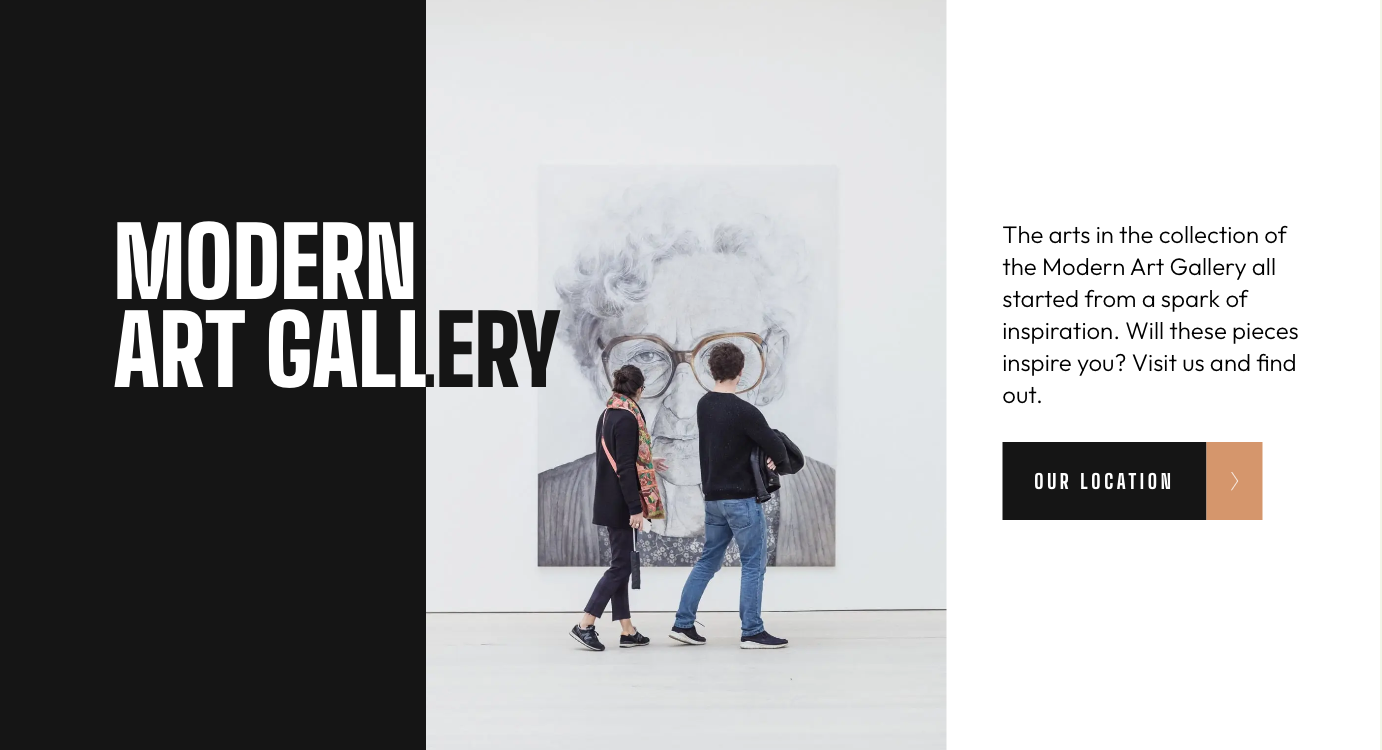 MODERN
ART GALLERY
The arts in the collection of
the Modern Art Gallery all
started from a spark of
inspiration. Will these pieces
inspire you? Visit us and find
out.
OUR LOCATION